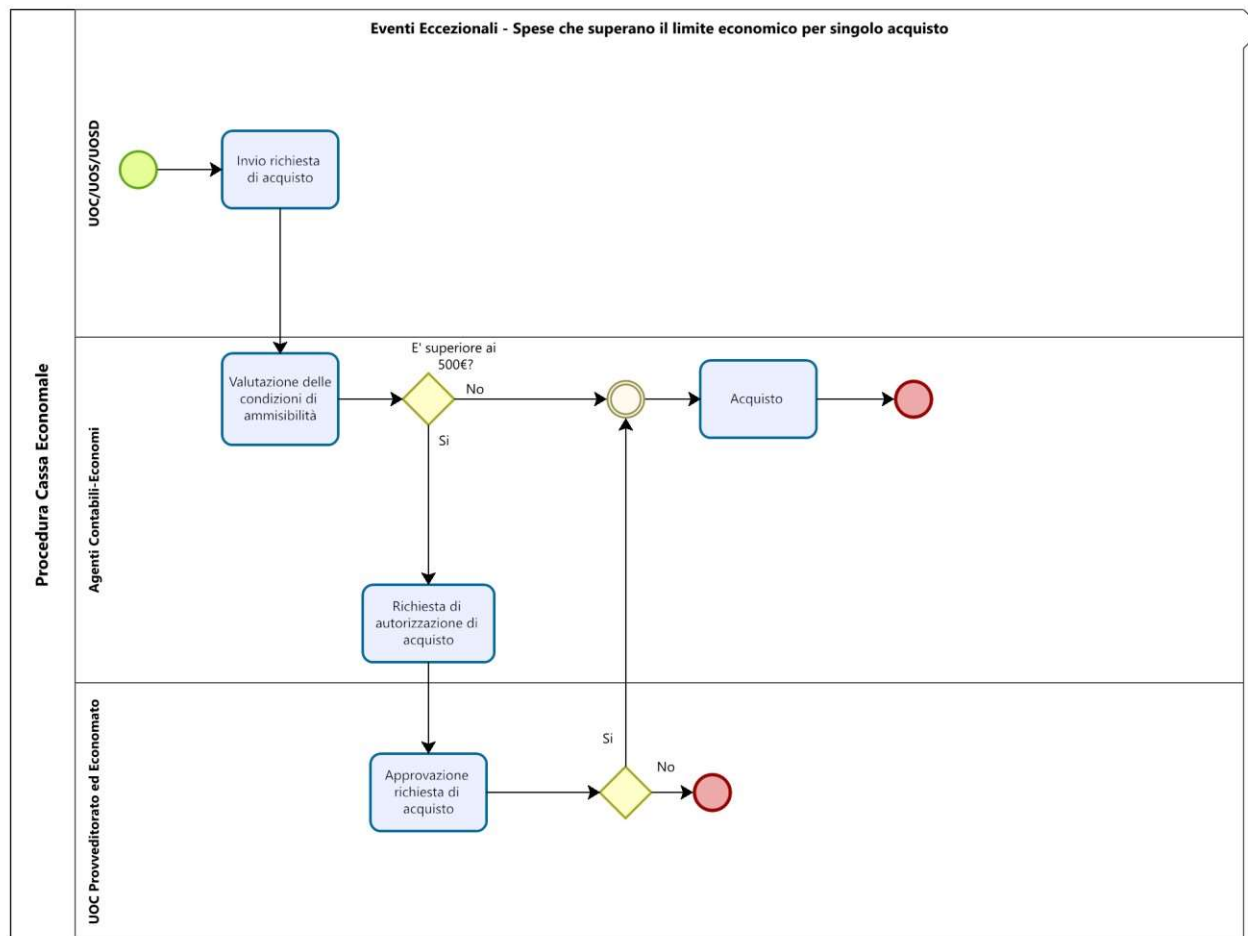 Eventi Eccezionali - Spese che superano il limite economico per singolo acquisto
Procedura Cassa Economale
UOC/UOS/UOSD
Invio richiesta
di acquisto
Agenti Contabili-Economi
Valutazione delle
condizioni di
ammisibilità
E' superiore ai
500€?
No
Si
Acquisto
Richiesta di
autorizzazione di
acquisto
UOC Provveditorato ed Economato
Approvazione
richiesta di
acquisto
Si
No